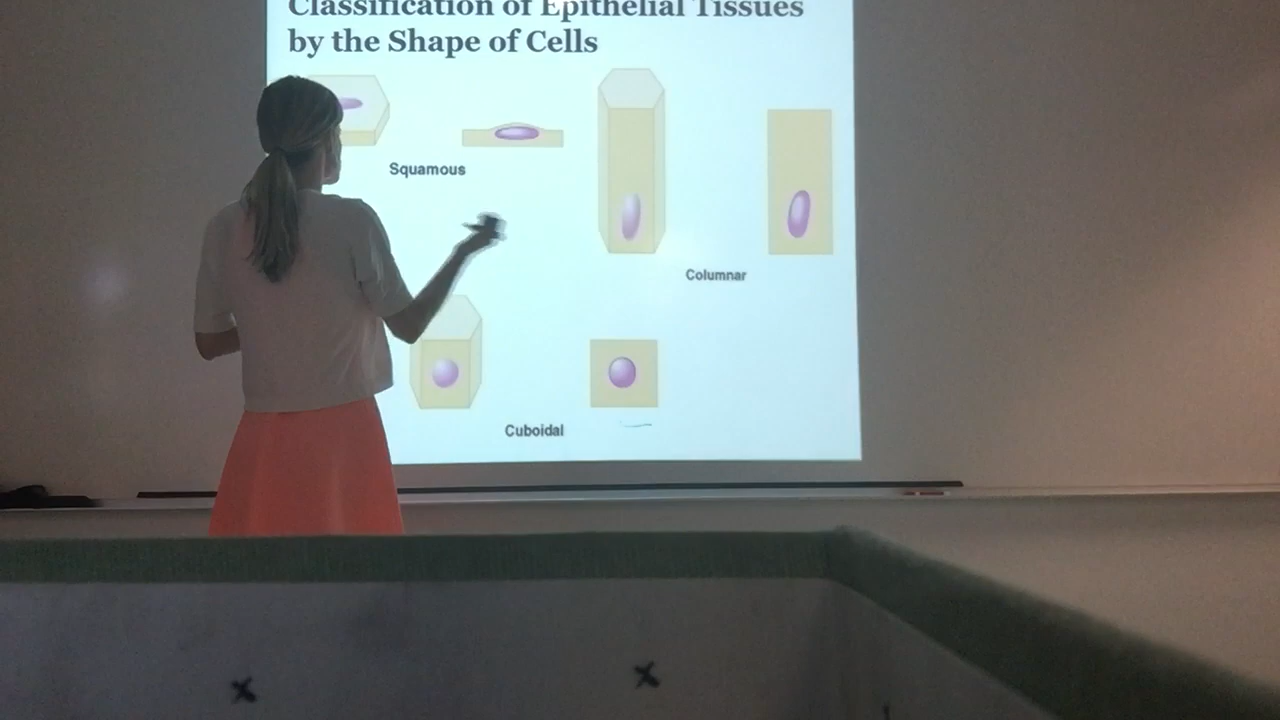 Classification of Epithelial Tissues
by the Shape of Cells
Squamous
Columnar
Cuboidal